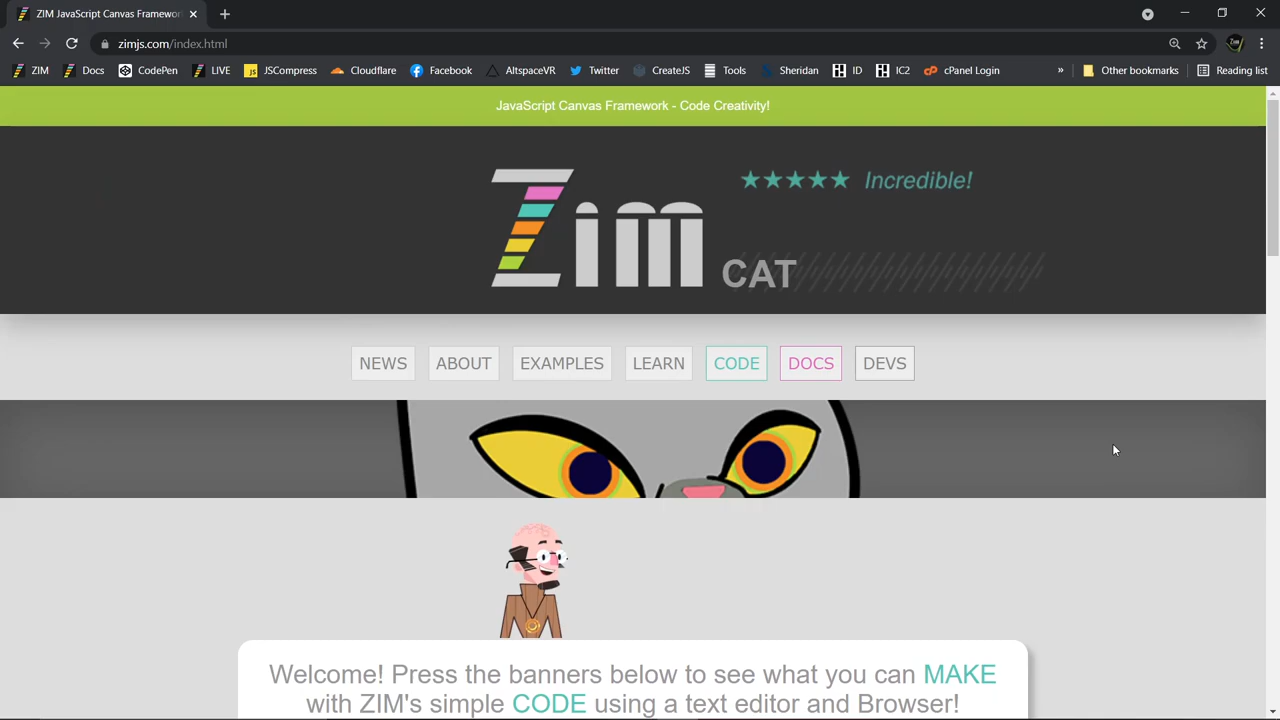 ZIM JavaScript Canvas Framewor
zimjs.com/index.html
ZIM Docs CodePen LIVE JSCompress Cloudflare Facebook AltspaceVR Twitter CreateJS Tools Sheridan ID IC2 cPanel Login » Other bookmarks Reading list
JavaScript Canvas Framework - Code Creativity!
★★★★★ Incredible!
Zim CAT
NEWS ABOUT EXAMPLES LEARN CODE DOCS DEVS
Welcome! Press the banners below to see what you can MAKE
with ZIM's simple CODE using a text editor and Browser!